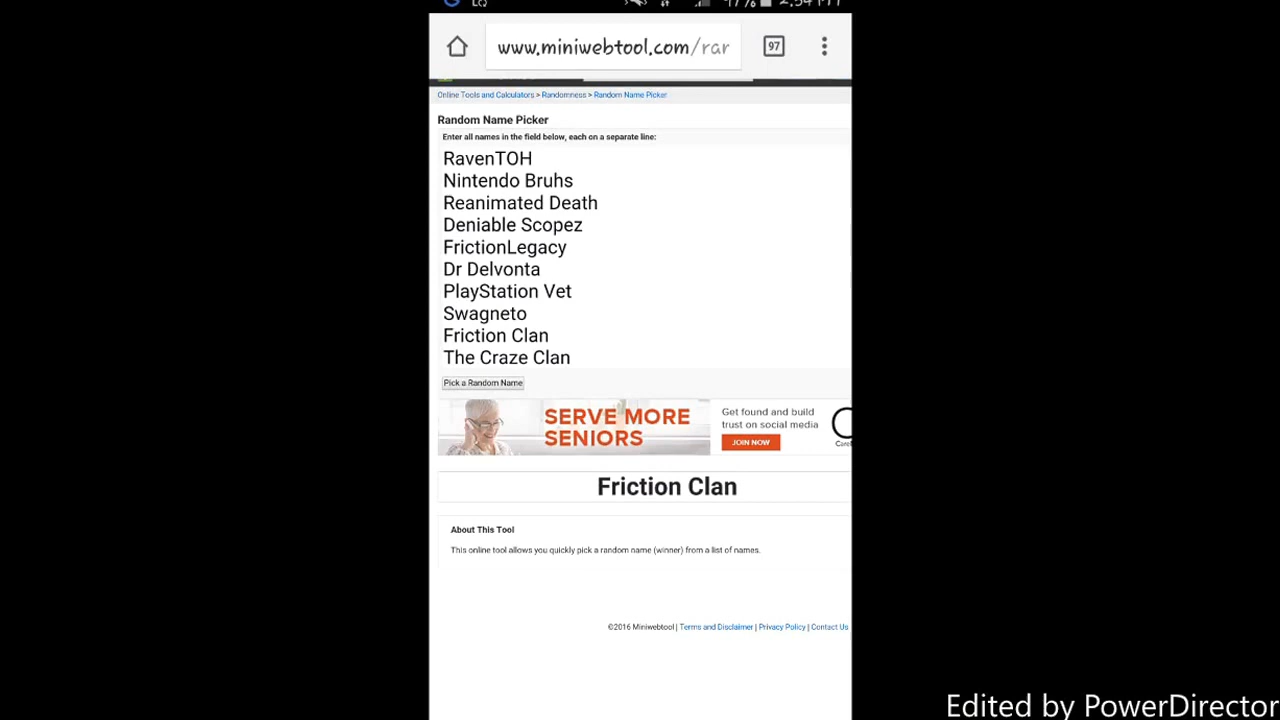 www.miniwebtool.com/rar
97
Online Tools and Calculators > Randomness > Random Name Picker
Random Name Picker
Enter all names in the field below, each on a separate line:
RavenTOH
Nintendo Bruhs
Reanimated Death
Deniable Scopez
FrictionLegacy
Dr Delvonta
PlayStation Vet
Swagneto
Friction Clan
The Craze Clan
Pick a Random Name
SERVE MORE
SENIORS
Get found and build
trust on social media
JOIN NOW
Friction Clan
About This Tool
This online tool allows you quickly pick a random name (winner) from a list of names.
©2016 Miniwebtool | Terms and Disclaimer | Privacy Policy | Contact Us
Edited by PowerDirector